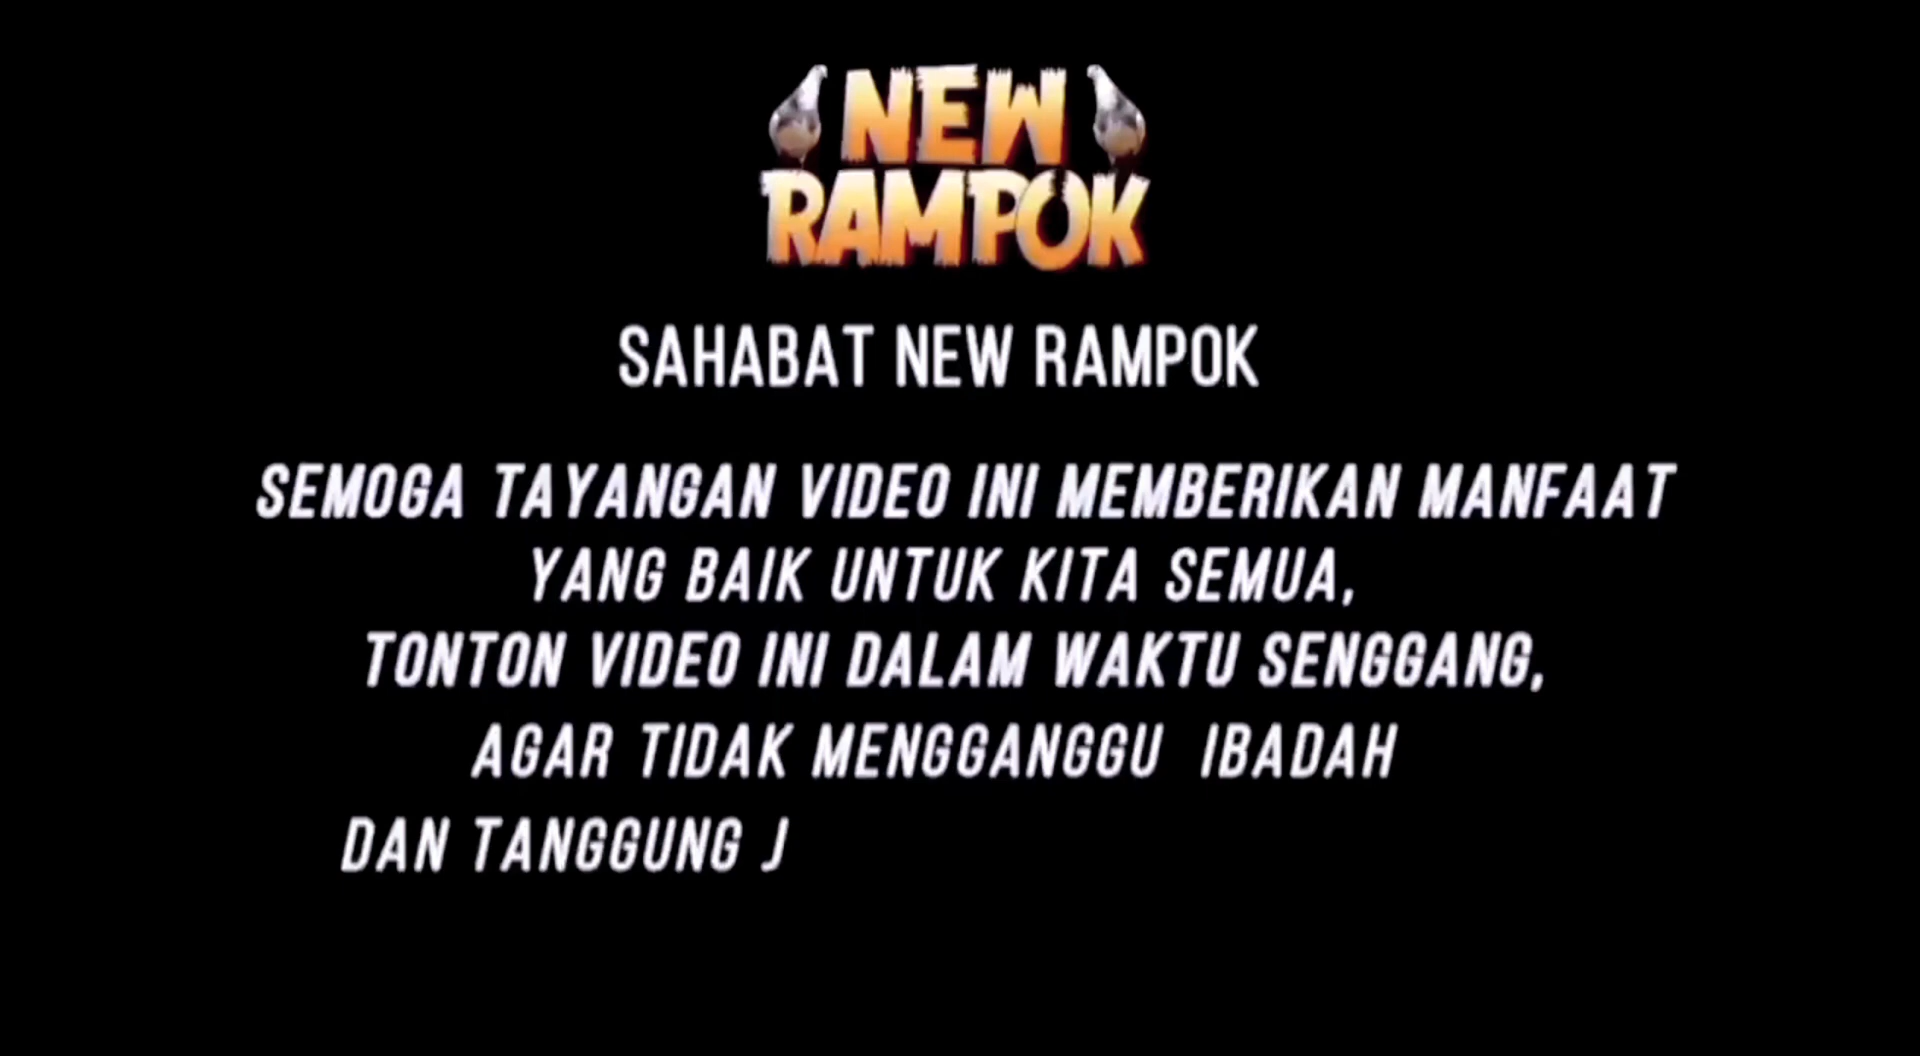 NEW
RAMPOK
SAHABAT NEW RAMPOK
SEMOGA TAYANGAN VIDEO INI MEMBERIKAN MANFAAT
YANG BAIK UNTUK KITA SEMUA,
TONTON VIDEO INI DALAM WAKTU SENGGANG,
AGAR TIDAK MENGGANGGU IBADAH
DAN TANGGUNG J